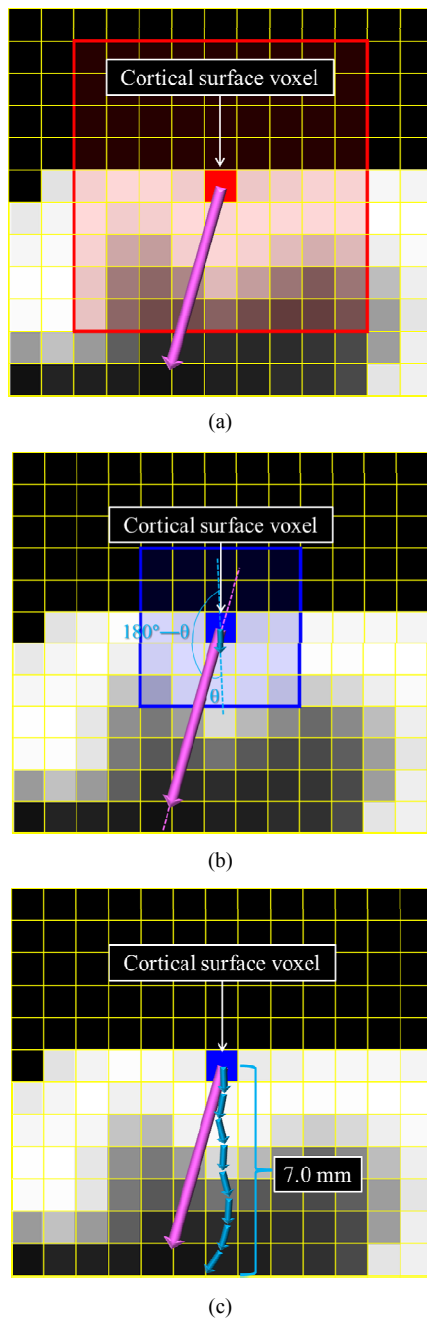 Cortical surface voxel
(a)
Cortical surface voxel
180°—θ
θ
(b)
Cortical surface voxel
7.0 mm
(c)